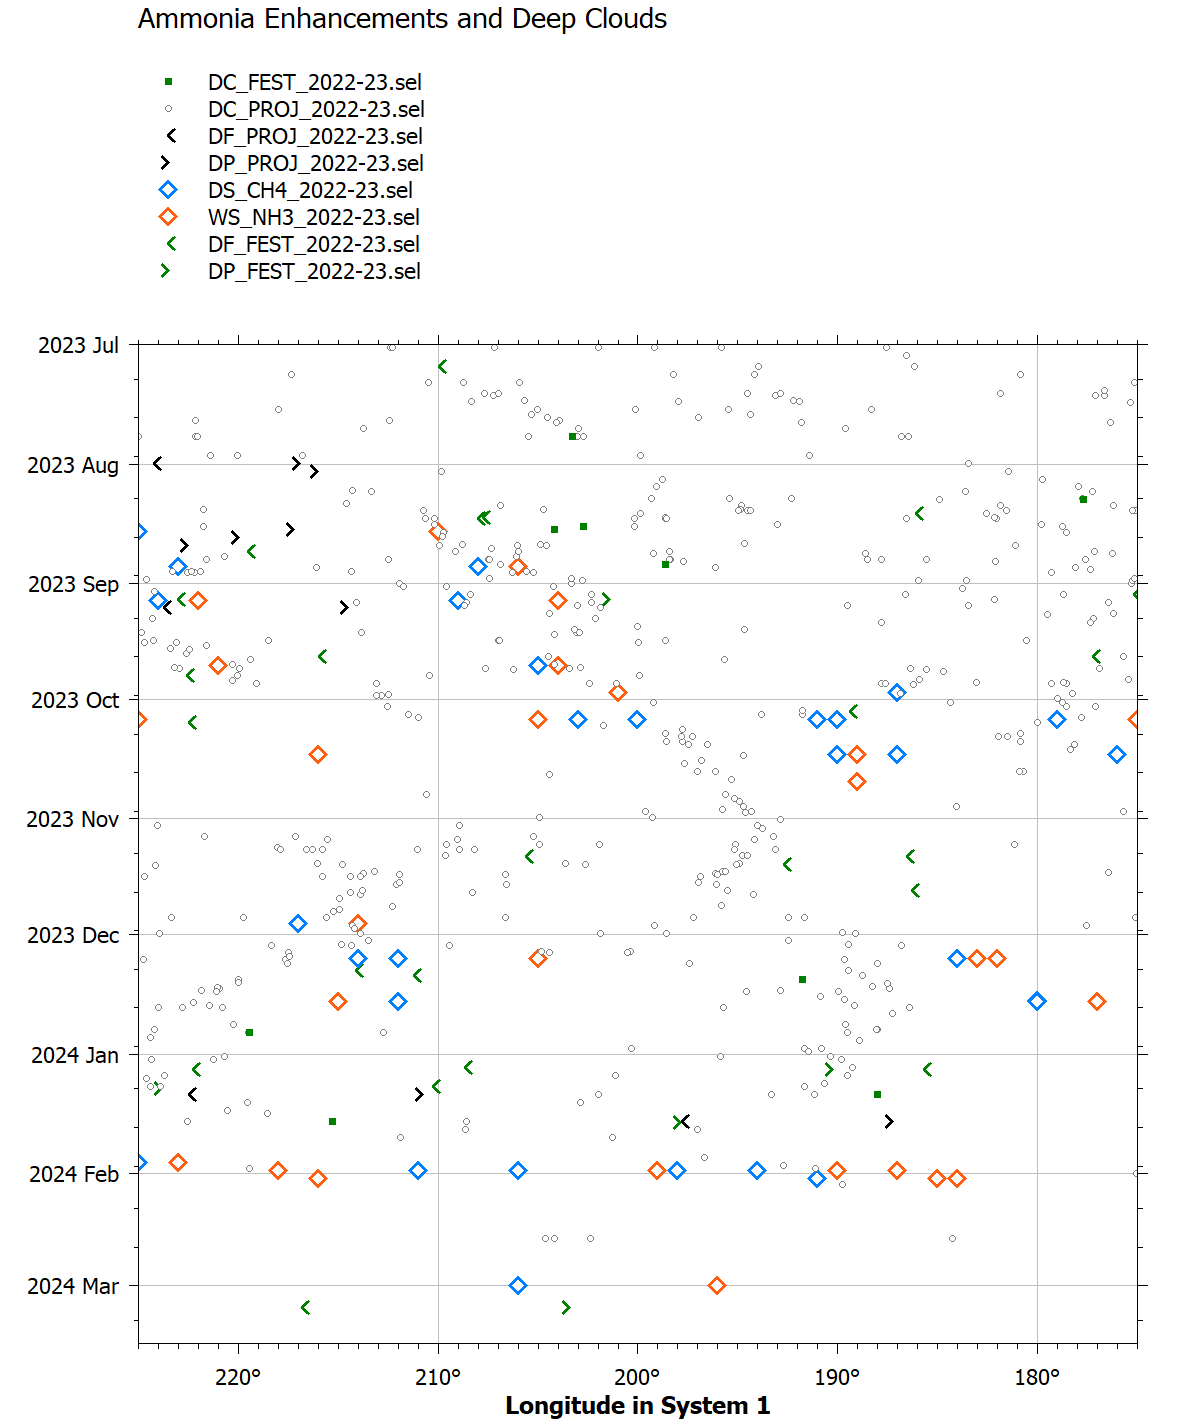 Ammonia Enhancements and Deep Clouds
DC_FEST_2022-23.sel
DC_PROJ_2022-23.sel
DF_PROJ_2022-23.sel
DP_PROJ_2022-23.sel
DS_CH4_2022-23.sel
WS_NH3_2022-23.sel
DF_FEST_2022-23.sel
DP_FEST_2022-23.sel
2023 Jul
2023 Aug
2023 Sep
2023 Oct
2023 Nov
2023 Dec
2024 Jan
2024 Feb
2024 Mar
220° 210° 200° 190° 180°
Longitude in System 1